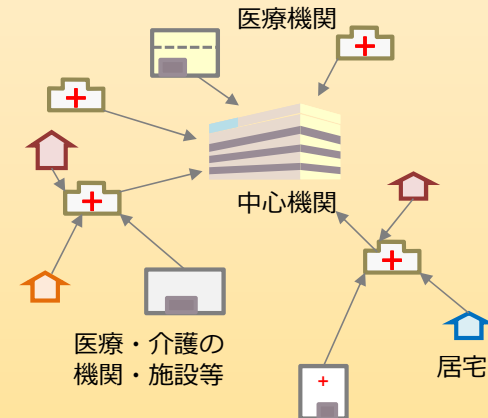 医療機関
中心機関
医療・介護の
機関・施設等
居宅